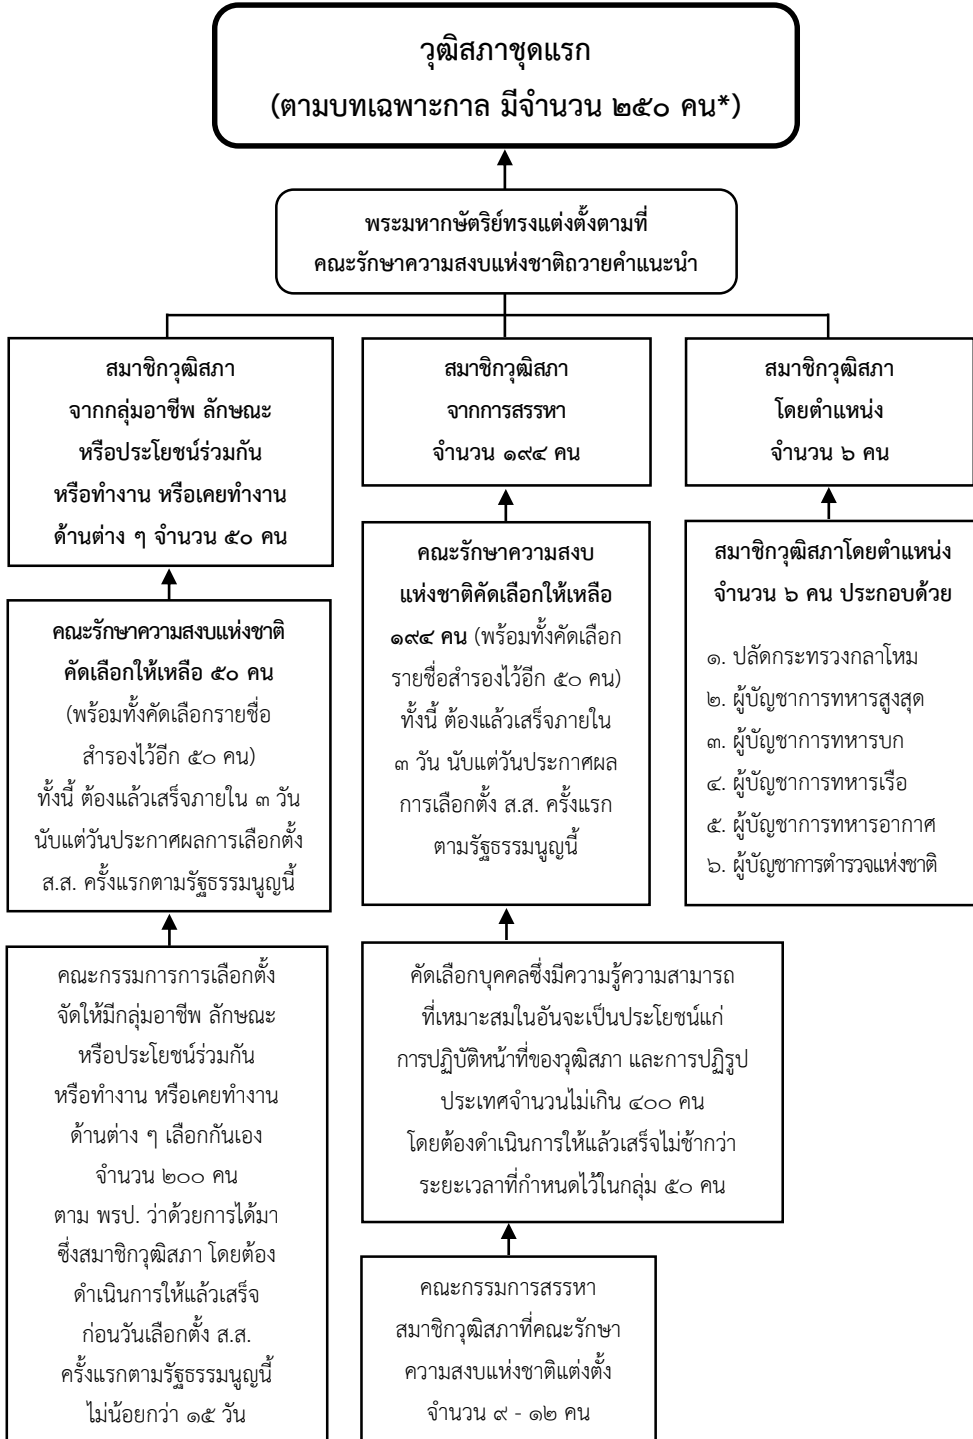 วุฒิสภาชุดแรก
(ตามบทเฉพาะกาล มีจำนวน ๒๕๐ คน*)
พระมหากษัตริย์ทรงแต่งตั้งตามที่
คณะรักษาความสงบแห่งชาติถวายคำแนะนำ
สมาชิกวุฒิสภา
จากกลุ่มอาชีพ ลักษณะ
หรือประโยชน์ร่วมกัน
หรือทำงาน หรือเคยทำงาน
ด้านต่าง ๆ จำนวน ๕๐ คน
คณะรักษาความสงบแห่งชาติ
คัดเลือกให้เหลือ ๕๐ คน
(พร้อมทั้งคัดเลือกรายชื่อ
สำรองไว้อีก ๕๐ คน)
ทั้งนี้ ต้องแล้วเสร็จภายใน ๓ วัน
นับแต่วันประกาศผลการเลือกตั้ง
ส.ส. ครั้งแรกตามรัฐธรรมนูญนี้
คณะกรรมการการเลือกตั้ง
จัดให้มีกลุ่มอาชีพ ลักษณะ
หรือประโยชน์ร่วมกัน
หรือทำงาน หรือเคยทำงาน
ด้านต่าง ๆ เลือกกันเอง
จำนวน ๒๐๐ คน
ตาม พรป. ว่าด้วยการได้มา
ซึ่งสมาชิกวุฒิสภา โดยต้อง
ดำเนินการให้แล้วเสร็จ
ก่อนวันเลือกตั้ง ส.ส.
ครั้งแรกตามรัฐธรรมนูญนี้
ไม่น้อยกว่า ๑๕ วัน
สมาชิกวุฒิสภา
จากการสรรหา
จำนวน ๑๙๔ คน
คณะรักษาความสงบ
แห่งชาติคัดเลือกให้เหลือ
๑๙๔ คน (พร้อมทั้งคัดเลือก
รายชื่อสำรองไว้อีก ๕๐ คน)
ทั้งนี้ ต้องแล้วเสร็จภายใน
๓ วัน นับแต่วันประกาศผล
การเลือกตั้ง ส.ส. ครั้งแรก
ตามรัฐธรรมนูญนี้
คัดเลือกบุคคลซึ่งมีความรู้ความสามารถ
ที่เหมาะสมในอันจะเป็นประโยชน์แก่
การปฏิบัติหน้าที่ของวุฒิสภา และการปฏิรูป
ประเทศจำนวนไม่เกิน ๔๐๐ คน
โดยต้องดำเนินการให้แล้วเสร็จไม่ช้ากว่า
ระยะเวลาที่กำหนดไว้ในกลุ่ม ๕๐ คน
คณะกรรมการสรรหา
สมาชิกวุฒิสภาที่คณะรักษา
ความสงบแห่งชาติแต่งตั้ง
จำนวน ๙ - ๑๒ คน
สมาชิกวุฒิสภา
โดยตำแหน่ง
จำนวน ๖ คน
สมาชิกวุฒิสภาโดยตำแหน่ง
จำนวน ๖ คน ประกอบด้วย
๑. ปลัดกระทรวงกลาโหม
๒. ผู้บัญชาการทหารสูงสุด
๓. ผู้บัญชาการทหารบก
๔. ผู้บัญชาการทหารเรือ
๕. ผู้บัญชาการทหารอากาศ
๖. ผู้บัญชาการตำรวจแห่งชาติ